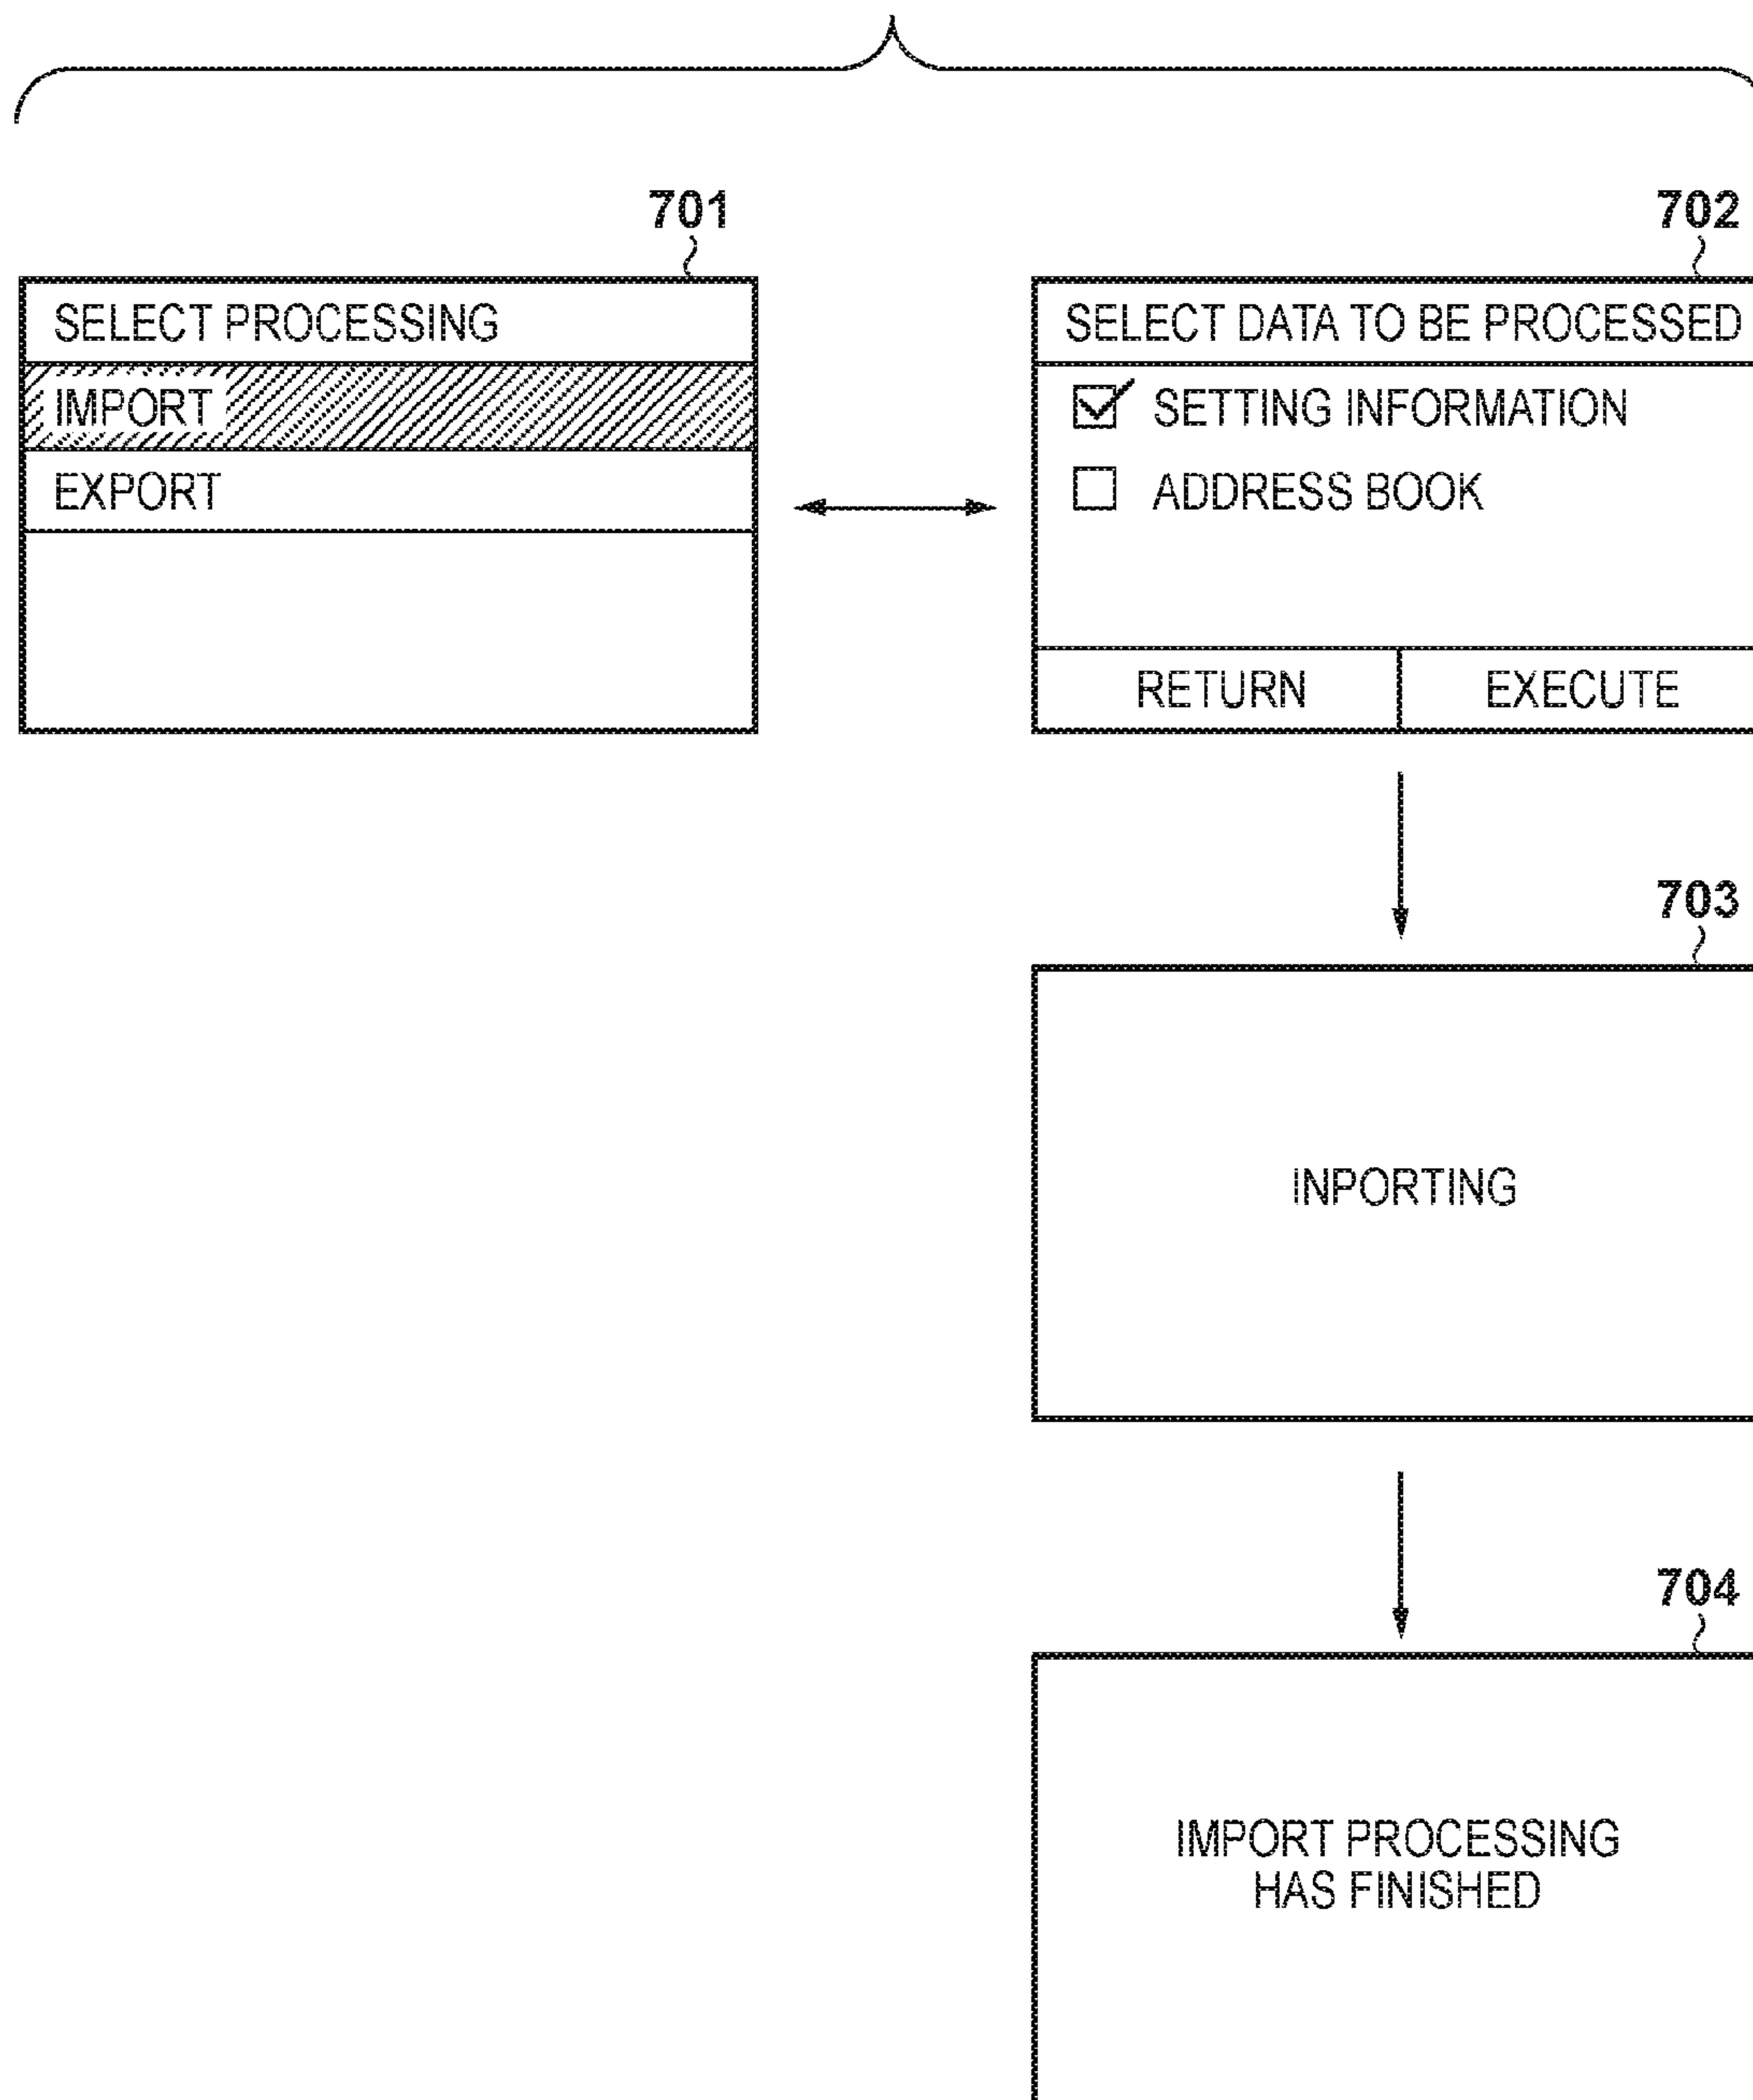 701
SELECT PROCESSING
IMPORT
EXPORT
702
SELECT DATA TO BE PROCESSED
SETTING INFORMATION
ADDRESS BOOK
RETURN
EXECUTE
703
INPORTING
704
IMPORT PROCESSING
HAS FINISHED